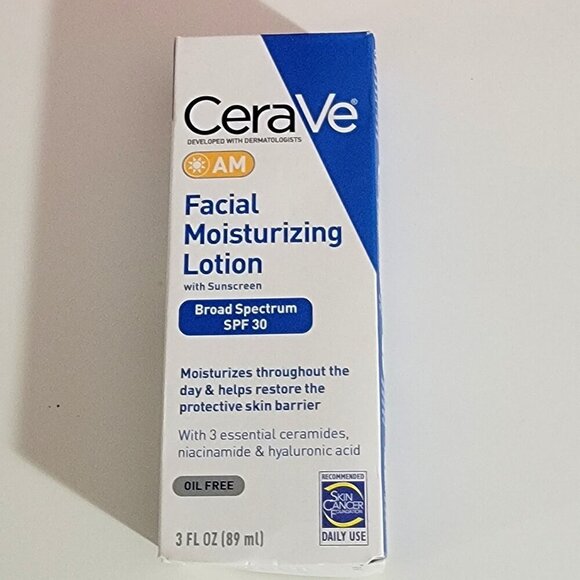 CeraVe®
DEVELOPED WITH DERMATOLOGISTS
AM
Facial
Moisturizing
Lotion
with Sunscreen
Broad Spectrum
SPF 30
Moisturizes throughout the
day & helps restore the
protective skin barrier
With 3 essential ceramides,
niacinamide & hyaluronic acid
OIL FREE
RECOMMENDED
SKIN
CANCER
FOUNDATION
DAILY USE
3 FL OZ (89 ml)